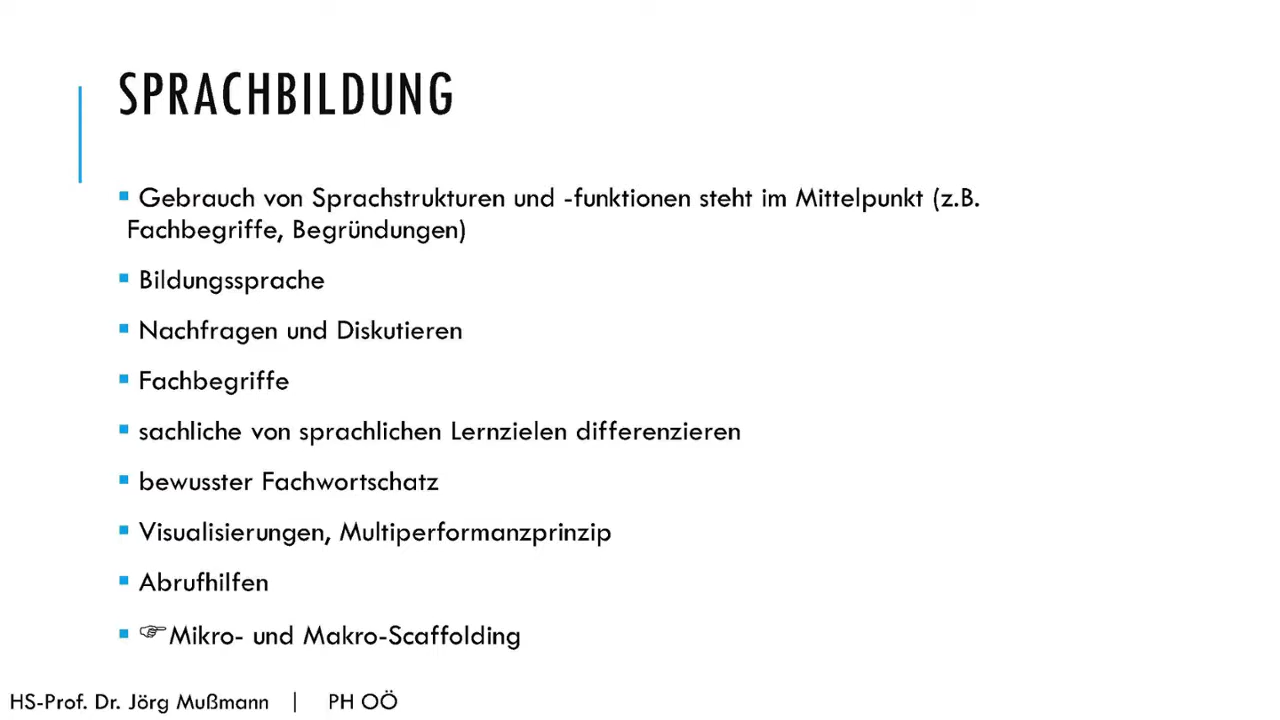 SPRACHBILDUNG
▪ Gebrauch von Sprachstrukturen und -funktionen steht im Mittelpunkt (z.B.
Fachbegriffe, Begründungen)
▪ Bildungssprache
▪ Nachfragen und Diskutieren
▪ Fachbegriffe
▪ sachliche von sprachlichen Lernzielen differenzieren
▪ bewusster Fachwortschatz
▪ Visualisierungen, Multiperformanzprinzip
▪ Abrufhilfen
▪ ☞Mikro- und Makro-Scaffolding
HS-Prof. Dr. Jörg Mußmann | PH OÖ